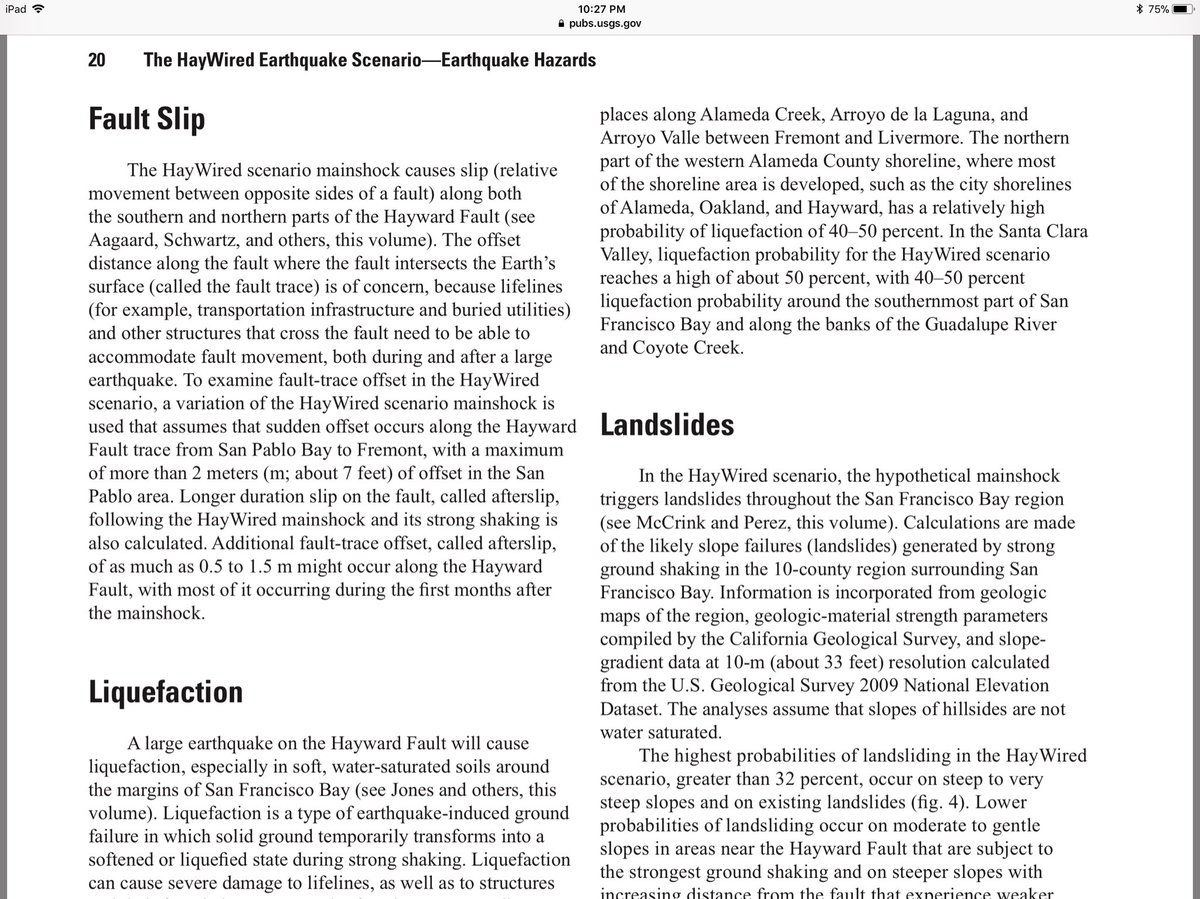 iPad
10:27 PM
75%
pubs.usgs.gov
20 The HayWired Earthquake Scenario—Earthquake Hazards
Fault Slip
The HayWired scenario mainshock causes slip (relative
movement between opposite sides of a fault) along both
the southern and northern parts of the Hayward Fault (see
Aagaard, Schwartz, and others, this volume). The offset
distance along the fault where the fault intersects the Earth’s
surface (called the fault trace) is of concern, because lifelines
(for example, transportation infrastructure and buried utilities)
and other structures that cross the fault need to be able to
accommodate fault movement, both during and after a large
earthquake. To examine fault-trace offset in the HayWired
scenario, a variation of the HayWired scenario mainshock is
used that assumes that sudden offset occurs along the Hayward
Fault trace from San Pablo Bay to Fremont, with a maximum
of more than 2 meters (m; about 7 feet) of offset in the San
Pablo area. Longer duration slip on the fault, called afterslip,
following the HayWired mainshock and its strong shaking is
also calculated. Additional fault-trace offset, called afterslip,
of as much as 0.5 to 1.5 m might occur along the Hayward
Fault, with most of it occurring during the first months after
the mainshock.
Liquefaction
A large earthquake on the Hayward Fault will cause
liquefaction, especially in soft, water-saturated soils around
the margins of San Francisco Bay (see Jones and others, this
volume). Liquefaction is a type of earthquake-induced ground
failure in which solid ground temporarily transforms into a
softened or liquefied state during strong shaking. Liquefaction
can cause severe damage to lifelines, as well as to structures
places along Alameda Creek, Arroyo de la Laguna, and
Arroyo Valle between Fremont and Livermore. The northern
part of the western Alameda County shoreline, where most
of the shoreline area is developed, such as the city shorelines
of Alameda, Oakland, and Hayward, has a relatively high
probability of liquefaction of 40–50 percent. In the Santa Clara
Valley, liquefaction probability for the HayWired scenario
reaches a high of about 50 percent, with 40–50 percent
liquefaction probability around the southernmost part of San
Francisco Bay and along the banks of the Guadalupe River
and Coyote Creek.
Landslides
In the HayWired scenario, the hypothetical mainshock
triggers landslides throughout the San Francisco Bay region
(see McCrink and Perez, this volume). Calculations are made
of the likely slope failures (landslides) generated by strong
ground shaking in the 10-county region surrounding San
Francisco Bay. Information is incorporated from geologic
maps of the region, geologic-material strength parameters
compiled by the California Geological Survey, and slope-
gradient data at 10-m (about 33 feet) resolution calculated
from the U.S. Geological Survey 2009 National Elevation
Dataset. The analyses assume that slopes of hillsides are not
water saturated.
The highest probabilities of landsliding in the HayWired
scenario, greater than 32 percent, occur on steep to very
steep slopes and on existing landslides (fig. 4). Lower
probabilities of landsliding occur on moderate to gentle
slopes in areas near the Hayward Fault that are subject to
the strongest ground shaking and on steeper slopes with
increasing distance from the fault that experience weaker